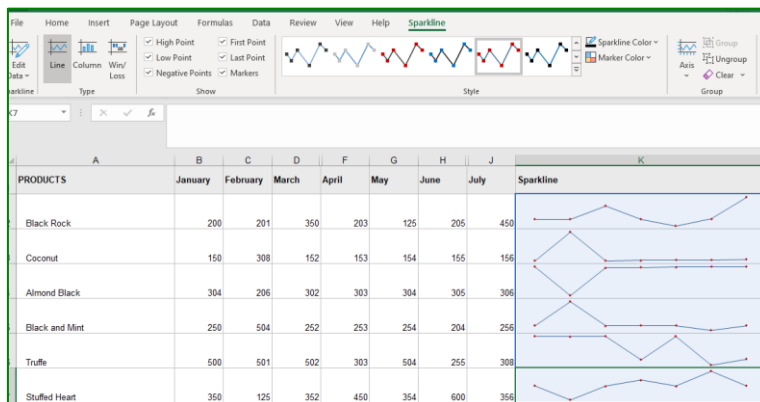 File Home Insert Page Layout Formulas Data Review View Help Sparkline
Edit Data
Line Column Win/ Loss
High Point First Point
Low Point Last Point
Negative Points Markers
Sparkline Color
Marker Color
Axis
Group
Ungroup
Clear
Type Show Style Group
fx
A B C D F G H J K
PRODUCTS January February March April May June July Sparkline
Black Rock 200 201 350 203 125 205 450
Coconut 150 308 152 153 154 155 156
Almond Black 304 206 302 303 304 305 306
Black and Mint 250 504 252 253 254 204 256
Truffe 500 501 502 303 504 255 308
Stuffed Heart 350 125 352 450 354 600 356